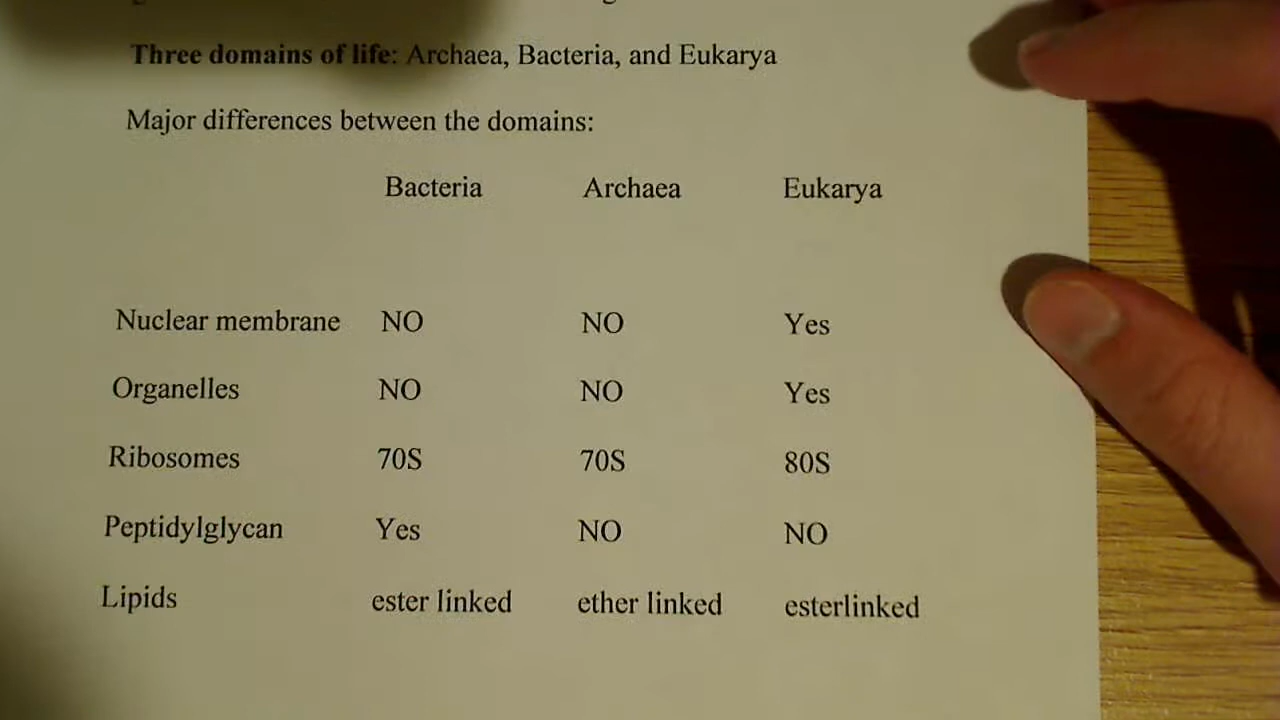 Three domains of life: Archaea, Bacteria, and Eukarya
Major differences between the domains:
Bacteria Archaea Eukarya
Nuclear membrane NO NO Yes
Organelles NO NO Yes
Ribosomes 70S 70S 80S
Peptidylglycan Yes NO NO
Lipids ester linked ether linked esterlinked